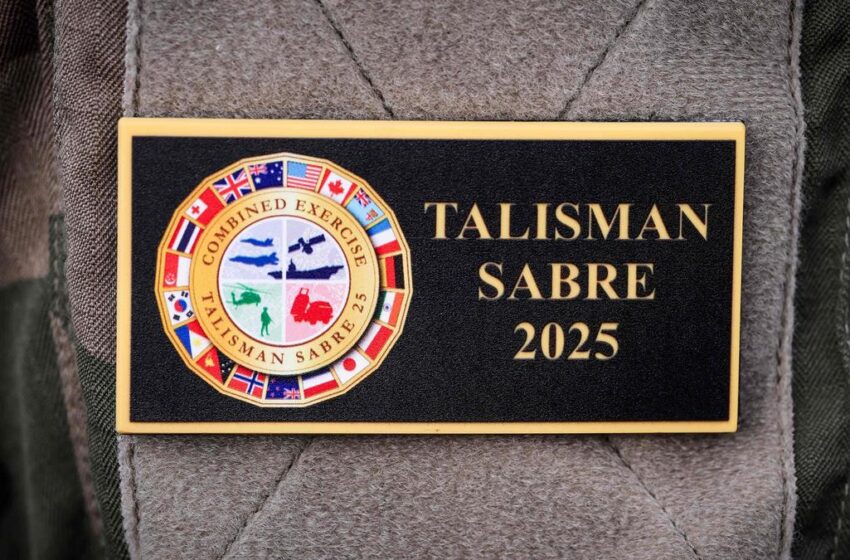 COMBINED EXERCISE
TALISMAN SABRE 25
TALISMAN
SABRE
2025